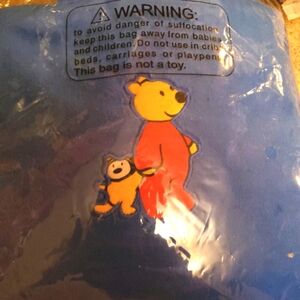 ⚠ WARNING:
to avoid danger of suffocation
keep this bag away from babies
and children. Do not use in cribs
beds, carriages or playpens
This bag is not a toy.